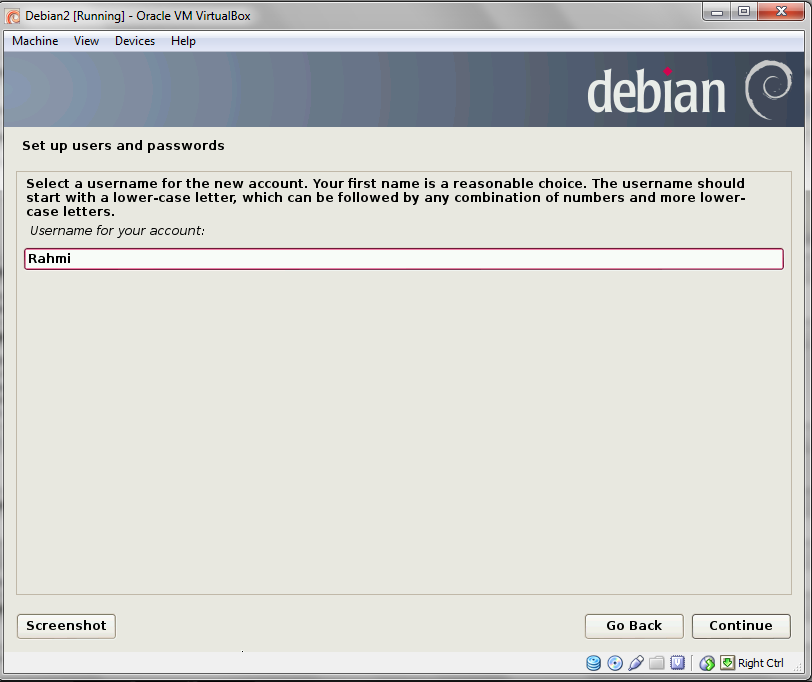 Debian2 [Running] - Oracle VM VirtualBox
Machine View Devices Help
debian
Set up users and passwords
Select a username for the new account. Your first name is a reasonable choice. The username should
start with a lower-case letter, which can be followed by any combination of numbers and more lower-
case letters.
Username for your account:
Rahmi
Screenshot
Go Back
Continue
Right Ctrl